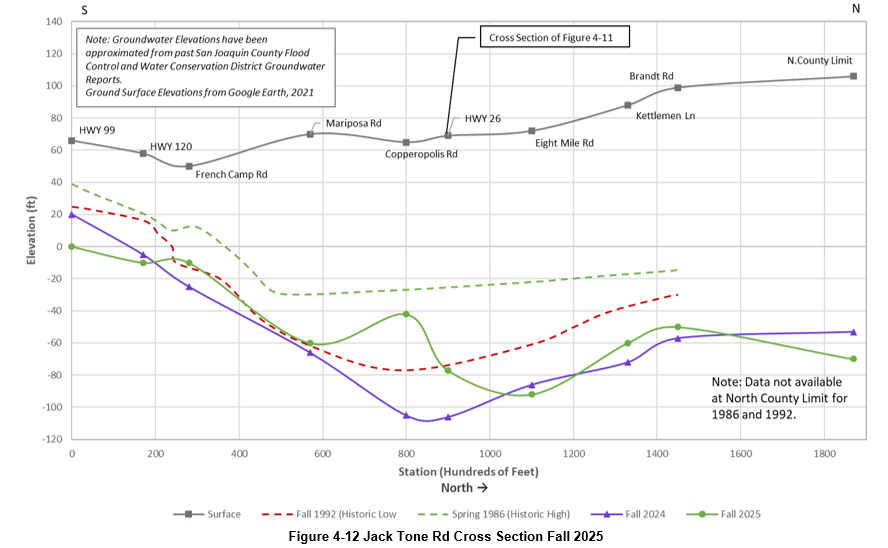 S
N
140
120
100
80
60
40
20
0
-20
-40
-60
-80
-100
-120
Elevation (ft)
Note: Groundwater Elevations have been
approximated from past San Joaquin County Flood
Control and Water Conservation District Groundwater
Reports.
Ground Surface Elevations from Google Earth, 2021
Cross Section of Figure 4-11
N.County Limit
Brandt Rd
Kettlemen Ln
HWY 99
HWY 120
French Camp Rd
Mariposa Rd
Copperopolis Rd
HWY 26
Eight Mile Rd
Note: Data not available
at North County Limit for
1986 and 1992.
0 200 400 600 800 1000 1200 1400 1600 1800
Station (Hundreds of Feet)
North →
Surface Fall 1992 (Historic Low Spring 1986 (Historic High) Fall 2024 Fall 2025
Figure 4-12 Jack Tone Rd Cross Section Fall 2025